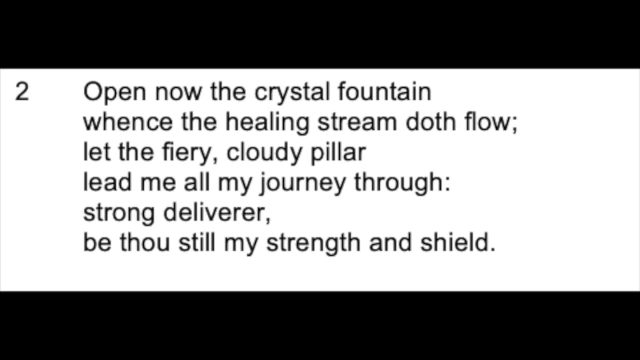 2 Open now the crystal fountain
whence the healing stream doth flow;
let the fiery, cloudy pillar
lead me all my journey through:
strong deliverer,
be thou still my strength and shield.